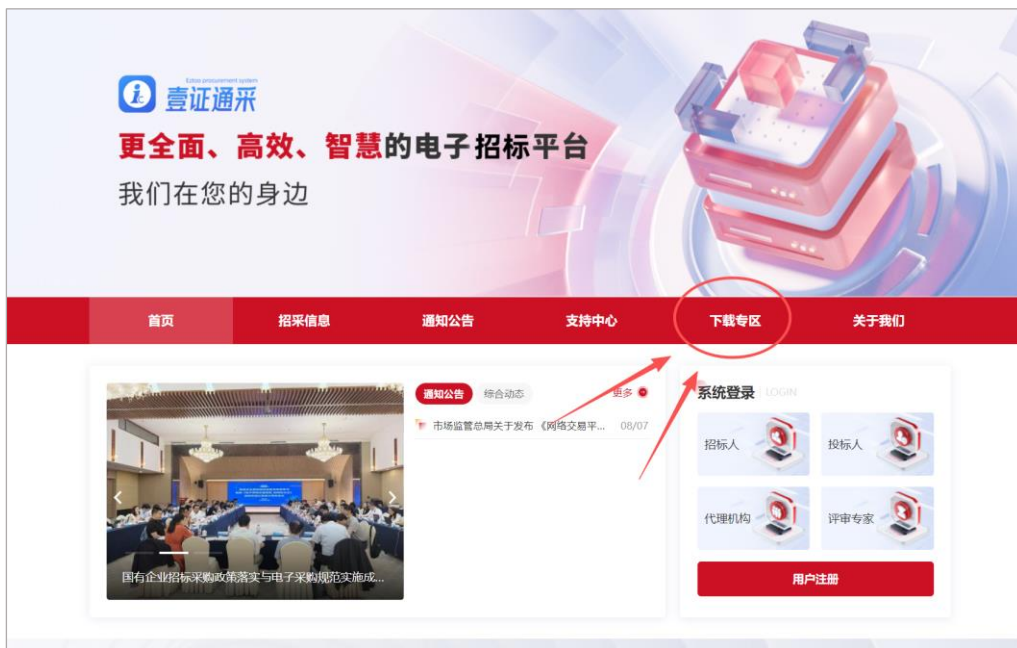 Ezboo procurement system
壹证通采
更全面、高效、智慧的电子招标平台
我们在您的身边
首页 招采信息 通知公告 支持中心 下载专区 关于我们
通知公告 综合动态 更多
市场监管总局关于发布《网络交易平... 08/07
国有企业招标采购政策落实与电子采购规范实施成...
系统登录 LOGIN
招标人 投标人
代理机构 评审专家
用户注册